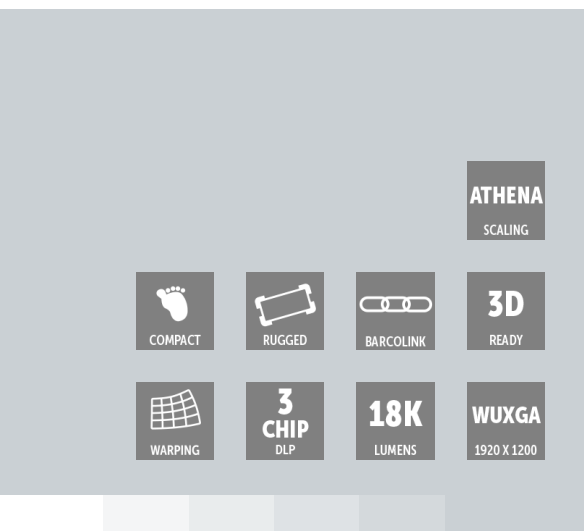 ATHENA
SCALING
COMPACT
RUGGED
BARCOLINK
3D
READY
WARPING
3
CHIP
DLP
18K
LUMENS
WUXGA
1920 X 1200